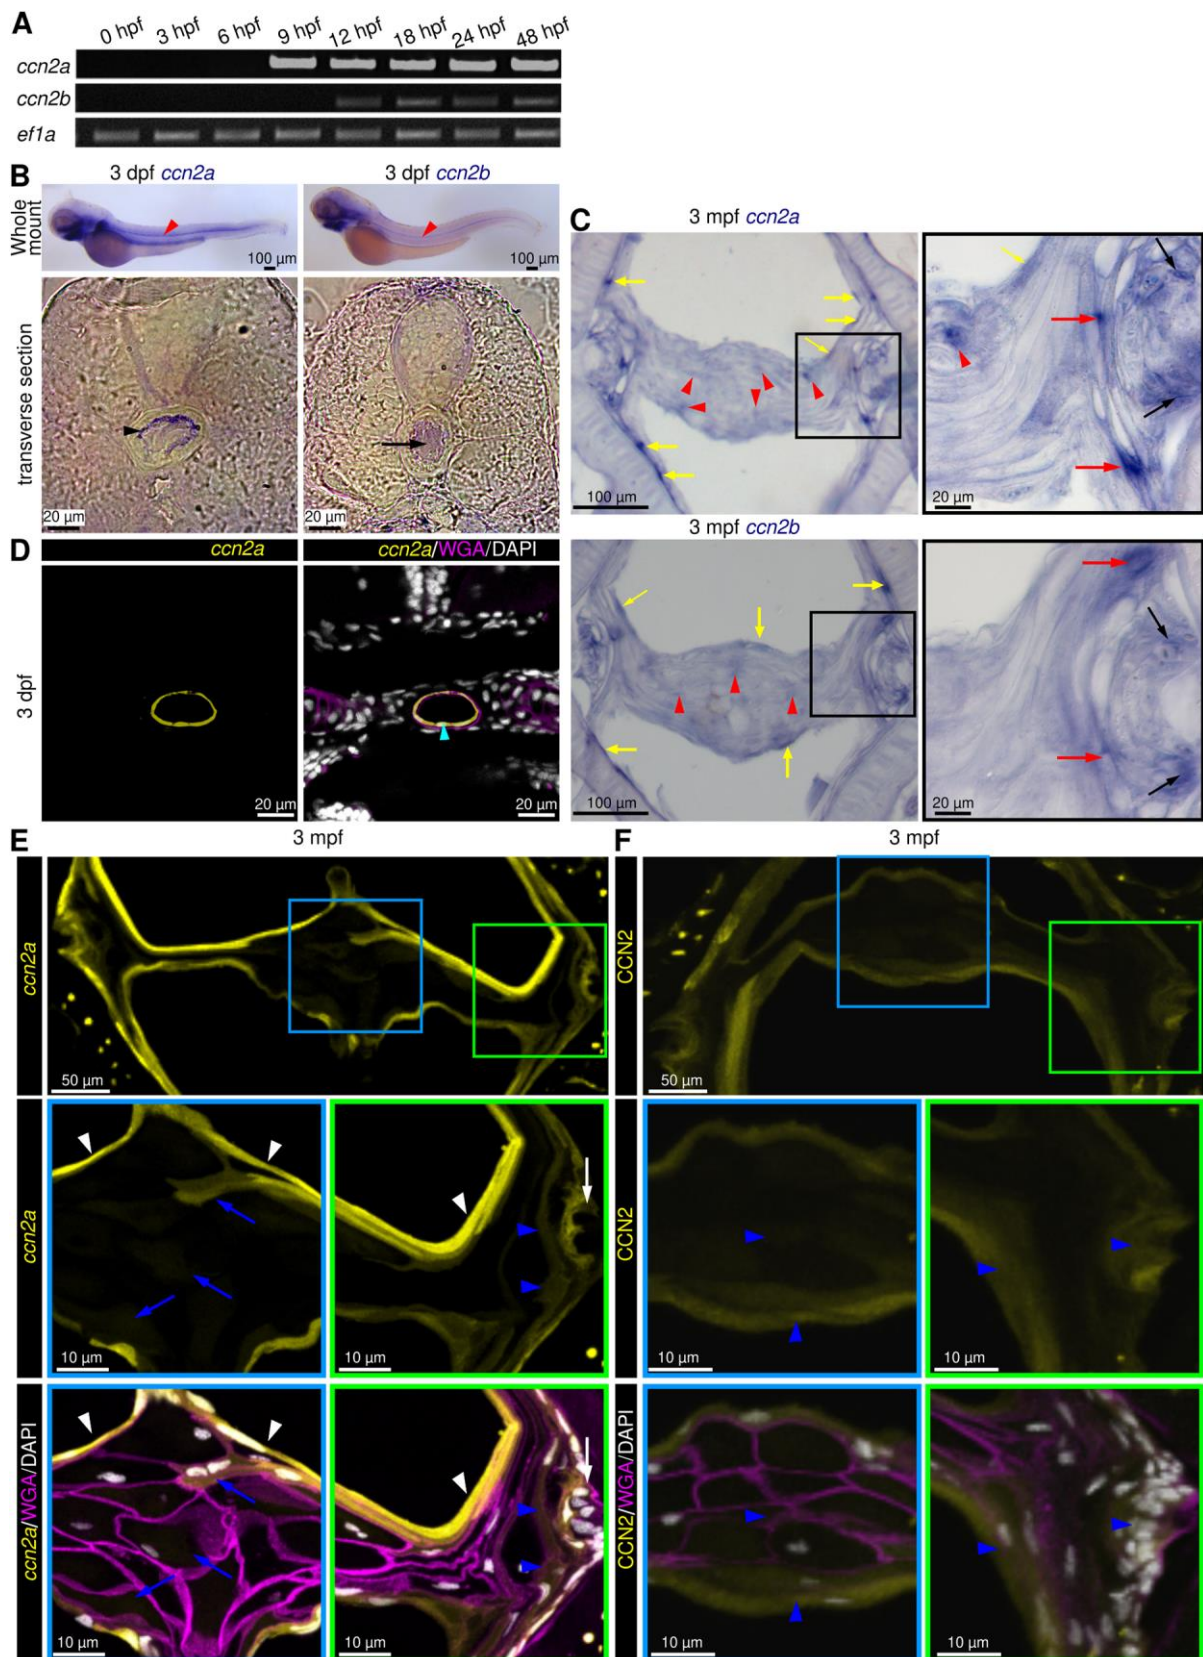 A
0 hpf 3 hpf 6 hpf 9 hpf 12 hpf 18 hpf 24 hpf 48 hpf
ccn2a
ccn2b
ef1a
B
3 dpf ccn2a
3 dpf ccn2b
Whole mount
100 µm
100 µm
transverse section
20 µm
20 µm
C
3 mpf ccn2a
100 µm
20 µm
3 mpf ccn2b
100 µm
20 µm
D
ccn2a
ccn2a/WGA/DAPI
3 dpf
20 µm
20 µm
E
3 mpf
ccn2a
50 µm
ccn2a
10 µm
10 µm
ccn2a/WGA/DAPI
10 µm
10 µm
F
3 mpf
CCN2
50 µm
CCN2
10 µm
10 µm
CCN2/WGA/DAPI
10 µm
10 µm